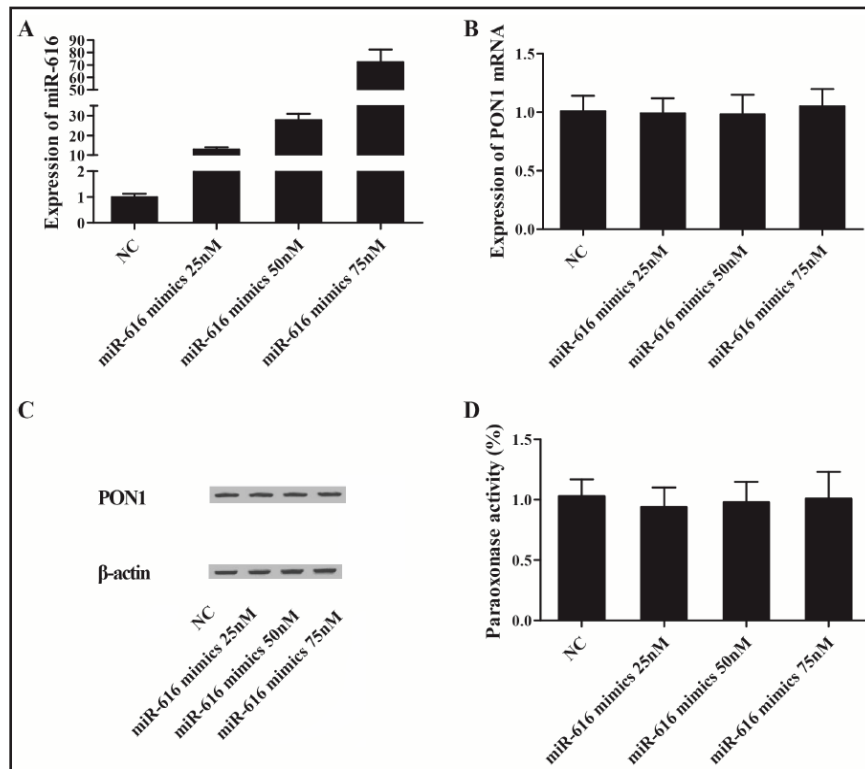 A
Expression of miR-616
90
80
70
60
50
30
20
10
2
1
0
NC
miR-616 mimics 25nM
miR-616 mimics 50nM
miR-616 mimics 75nM
B
Expression of PON1 mRNA
1.5
1.0
0.5
0.0
NC
miR-616 mimics 25nM
miR-616 mimics 50nM
miR-616 mimics 75nM
C
PON1
β-actin
NC
miR-616 mimics 25nM
miR-616 mimics 50nM
miR-616 mimics 75nM
D
Paraoxonase activity (%)
1.5
1.0
0.5
0.0
NC
miR-616 mimics 25nM
miR-616 mimics 50nM
miR-616 mimics 75nM